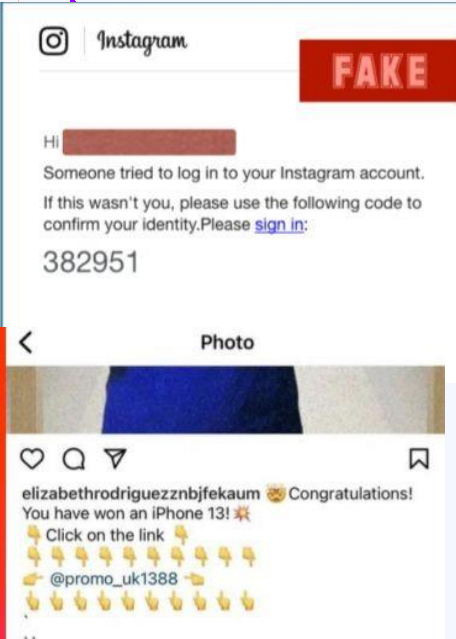 Instagram
FAKE
Hi
Someone tried to log in to your Instagram account.
If this wasn't you, please use the following code to
confirm your identity.Please sign in:
382951
Photo
elizabethrodriguezznbjfekaum 🤯Congratulations!
You have won an iPhone 13!💥
👇Click on the link 👇
👇👇👇👇👇👇👇👇👇👇
👉 @promo_uk1388 👈
👆👆👆👆👆👆👆👆👆👆